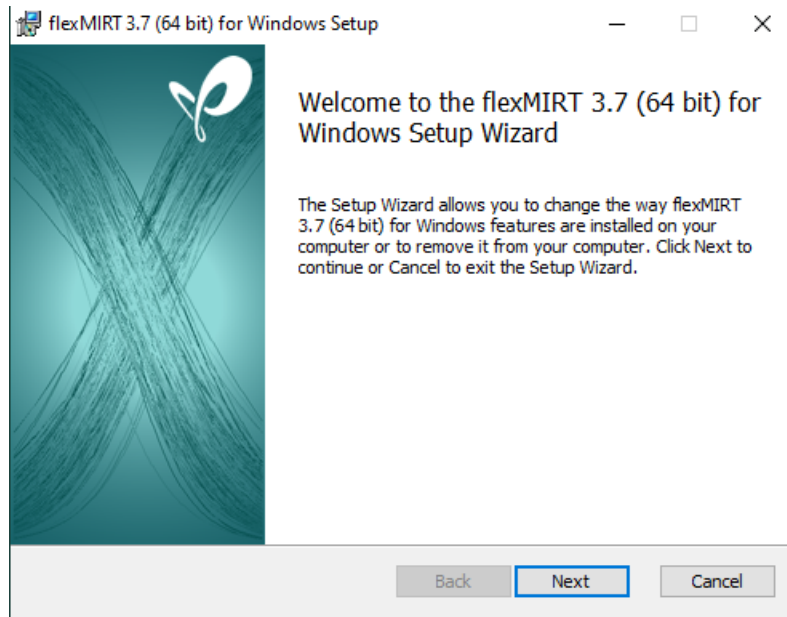 flexMIRT 3.7 (64 bit) for Windows Setup
Welcome to the flexMIRT 3.7 (64 bit) for
Windows Setup Wizard
The Setup Wizard allows you to change the way flexMIRT
3.7 (64 bit) for Windows features are installed on your
computer or to remove it from your computer. Click Next to
continue or Cancel to exit the Setup Wizard.
Back Next Cancel